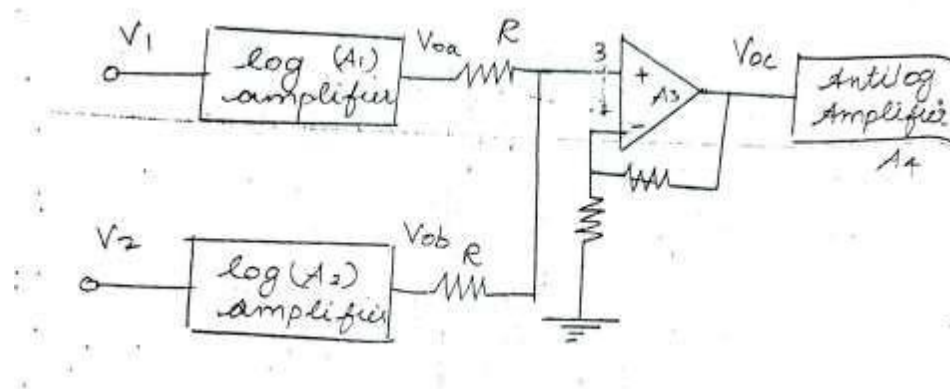 V1
log (A1)
amplifier
Voa
R
3
+
-
A3
Voc
Antilog
Amplifier
A4
V2
log (A2)
amplifier
Vob
R